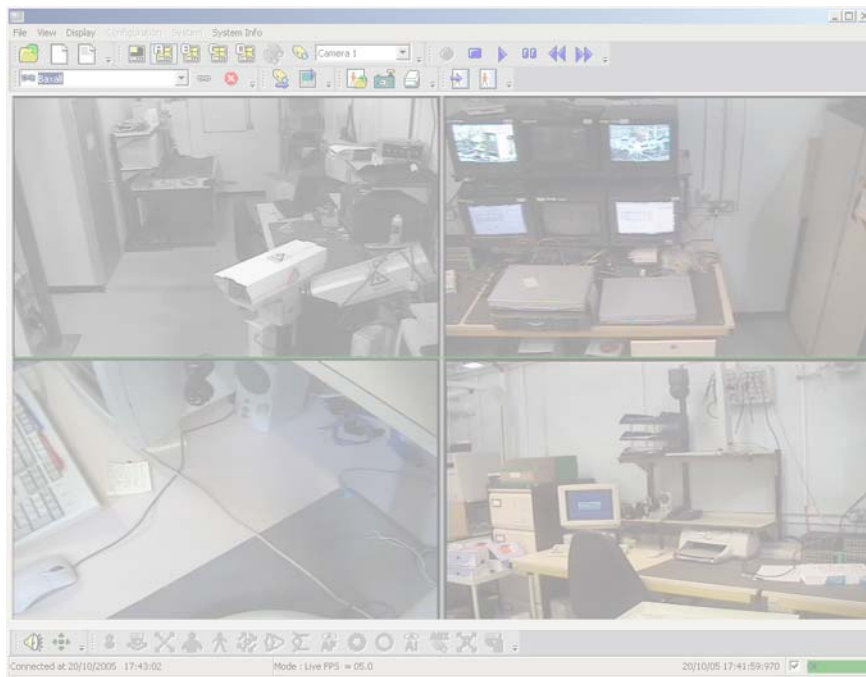 File View Display Configuration System System Info
Camera 1
Baxall
Connected at 20/10/2005 17:43:02
Mode : Live FPS = 05.0
20/10/05 17:41:59:970